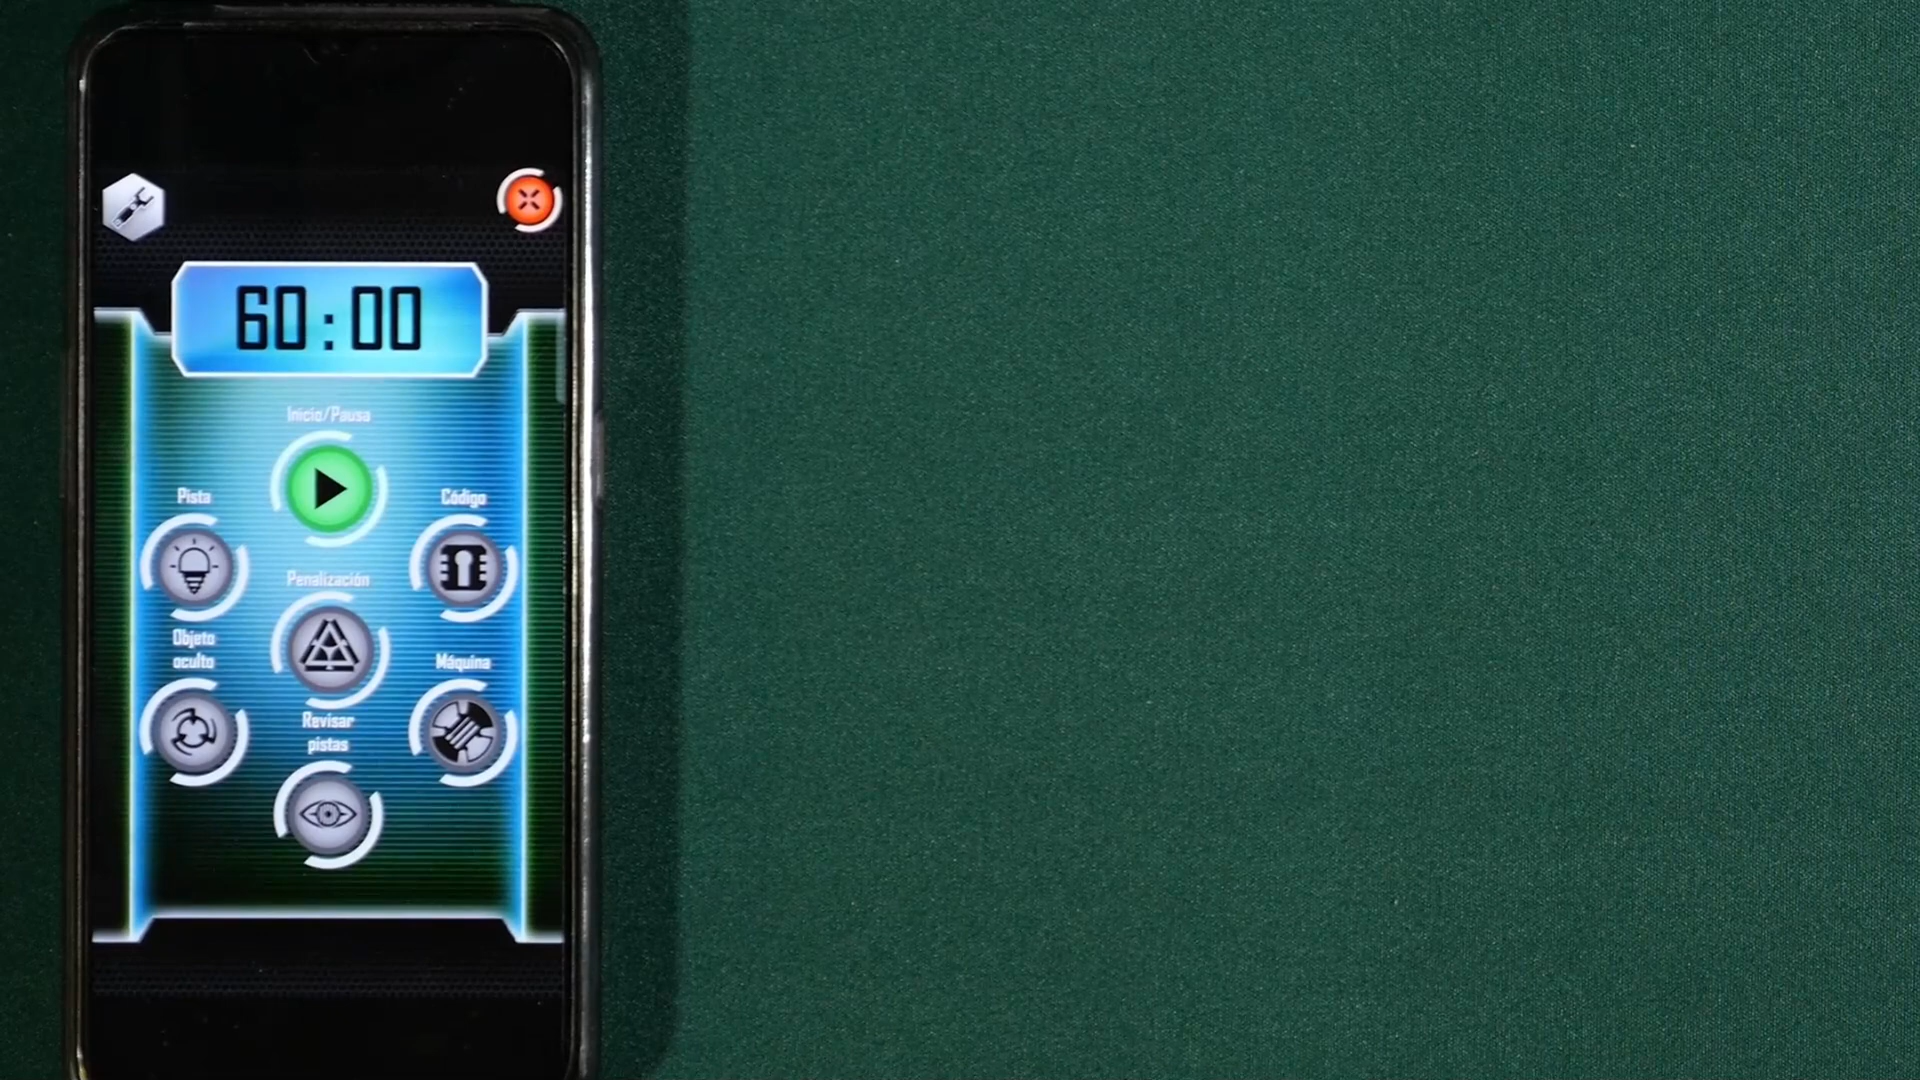 60:00
Inicio/Pausa
Pista
Código
Penalización
Objeto
oculto
Máquina
Revisar
pistas